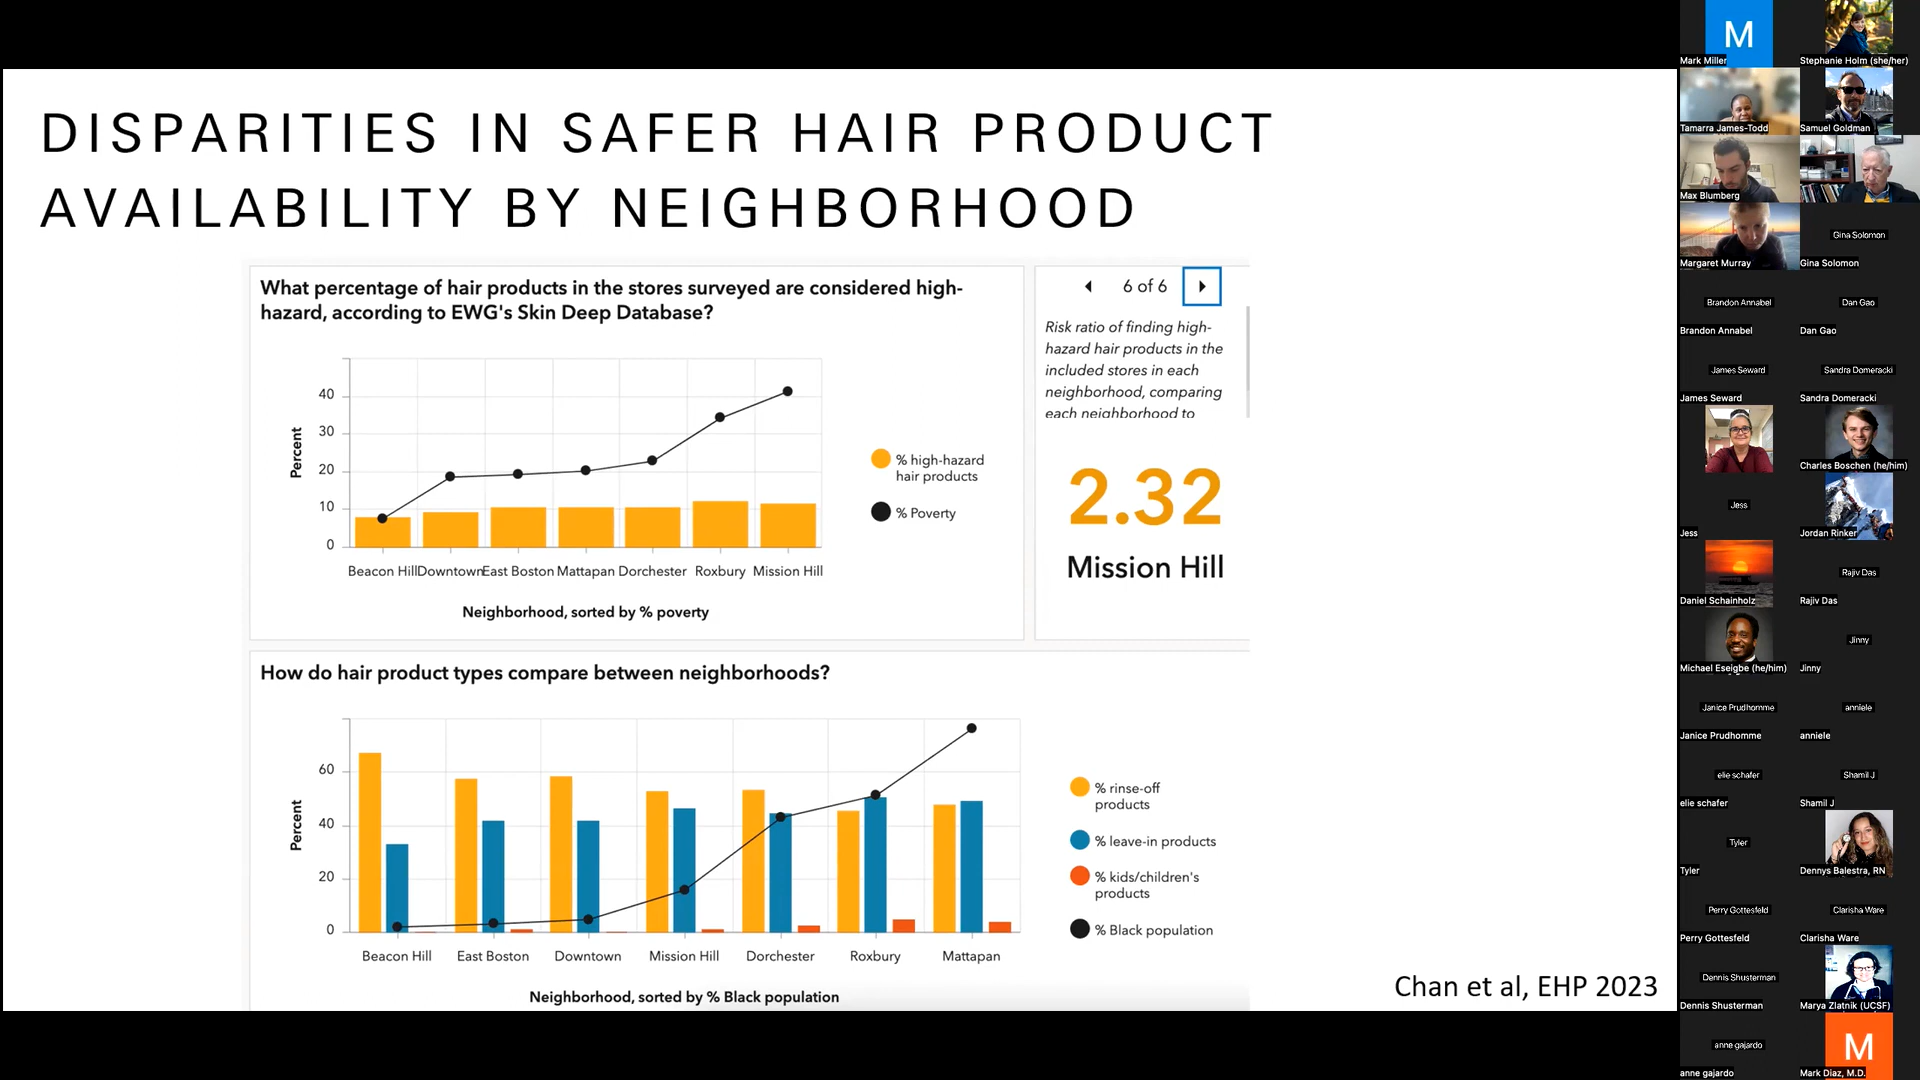 DISPARITIES IN SAFER HAIR PRODUCT
AVAILABILITY BY NEIGHBORHOOD
What percentage of hair products in the stores surveyed are considered high-
hazard, according to EWG's Skin Deep Database?
Percent
40
30
20
10
0
Beacon Hill Downtown East Boston Mattapan Dorchester Roxbury Mission Hill
Neighborhood, sorted by % poverty
% high-hazard
hair products
% Poverty
6 of 6
Risk ratio of finding high-
hazard hair products in the
included stores in each
neighborhood, comparing
each neighborhood to
2.32
Mission Hill
How do hair product types compare between neighborhoods?
Percent
60
40
20
0
Beacon Hill East Boston Downtown Mission Hill Dorchester Roxbury Mattapan
Neighborhood, sorted by % Black population
% rinse-off
products
% leave-in products
% kids/children's
products
% Black population
Chan et al, EHP 2023
M
Mark Miller
Stephanie Holm (she/her)
Tamarra James-Todd
Samuel Goldman
Max Blumberg
Margaret Murray
Gina Solomon
Gina Solomon
Brandon Annabel
Dan Gao
Brandon Annabel
Dan Gao
James Seward
Sandra Domeracki
James Seward
Sandra Domeracki
Charles Boschen (he/him)
Jess
Jess
Jordan Rinker
Daniel Schainholz
Rajiv Das
Rajiv Das
Michael Eseigbe (he/him)
Jinny
Jinny
Janice Prudhomme
anniele
Janice Prudhomme
anniele
elie schafer
Shamil J
elie schafer
Shamil J
Tyler
Tyler
Dennys Balestra, RN
Perry Gottesfeld
Clarisha Ware
Perry Gottesfeld
Clarisha Ware
Dennis Shusterman
Dennis Shusterman
Marya Zlatnik (UCSF)
anne gajardo
anne gajardo
M
Mark Diaz, M.D.